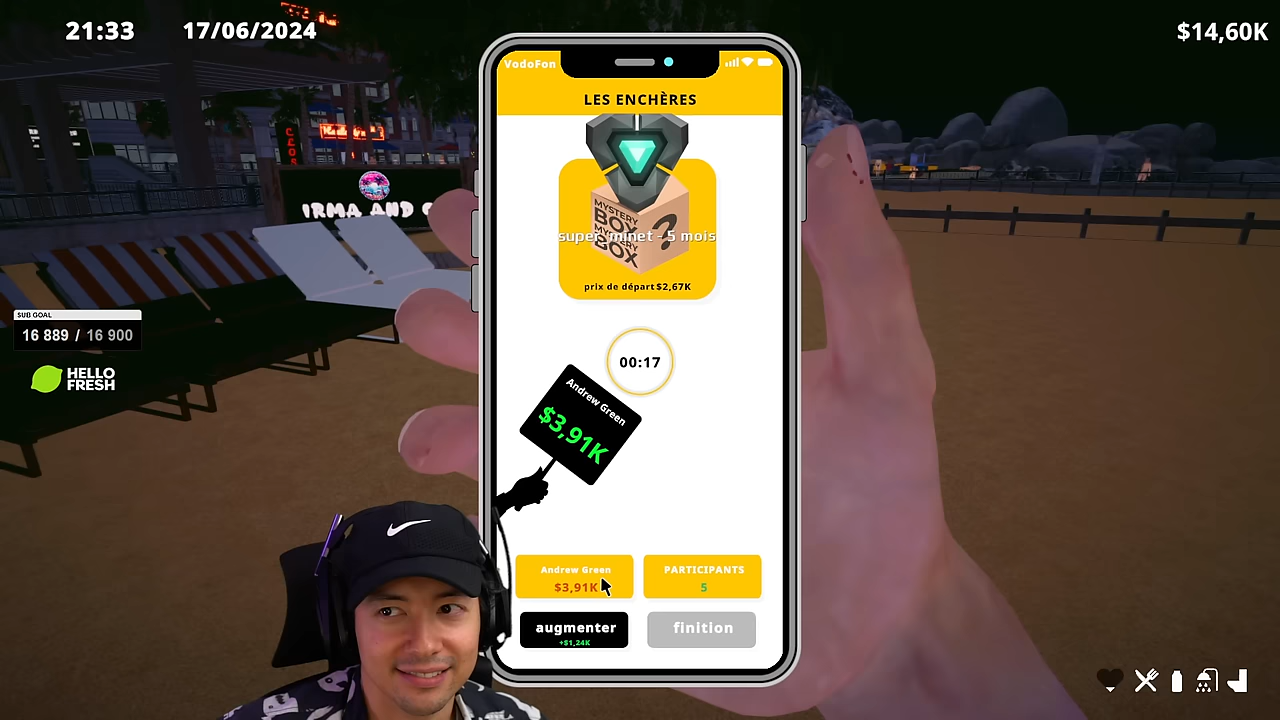 21:33
17/06/2024
$14,60K
VodoFon
LES ENCHÈRES
MYSTERY
BOX
BOX
super_minet - 5 mois
prix de départ $2,67K
IRMA AND
SUB GOAL
16 889 / 16 900
HELLO
FRESH
00:17
Andrew Green
$3,91K
Andrew Green
$3,91K
PARTICIPANTS
5
augmenter
+$1,24K
finition